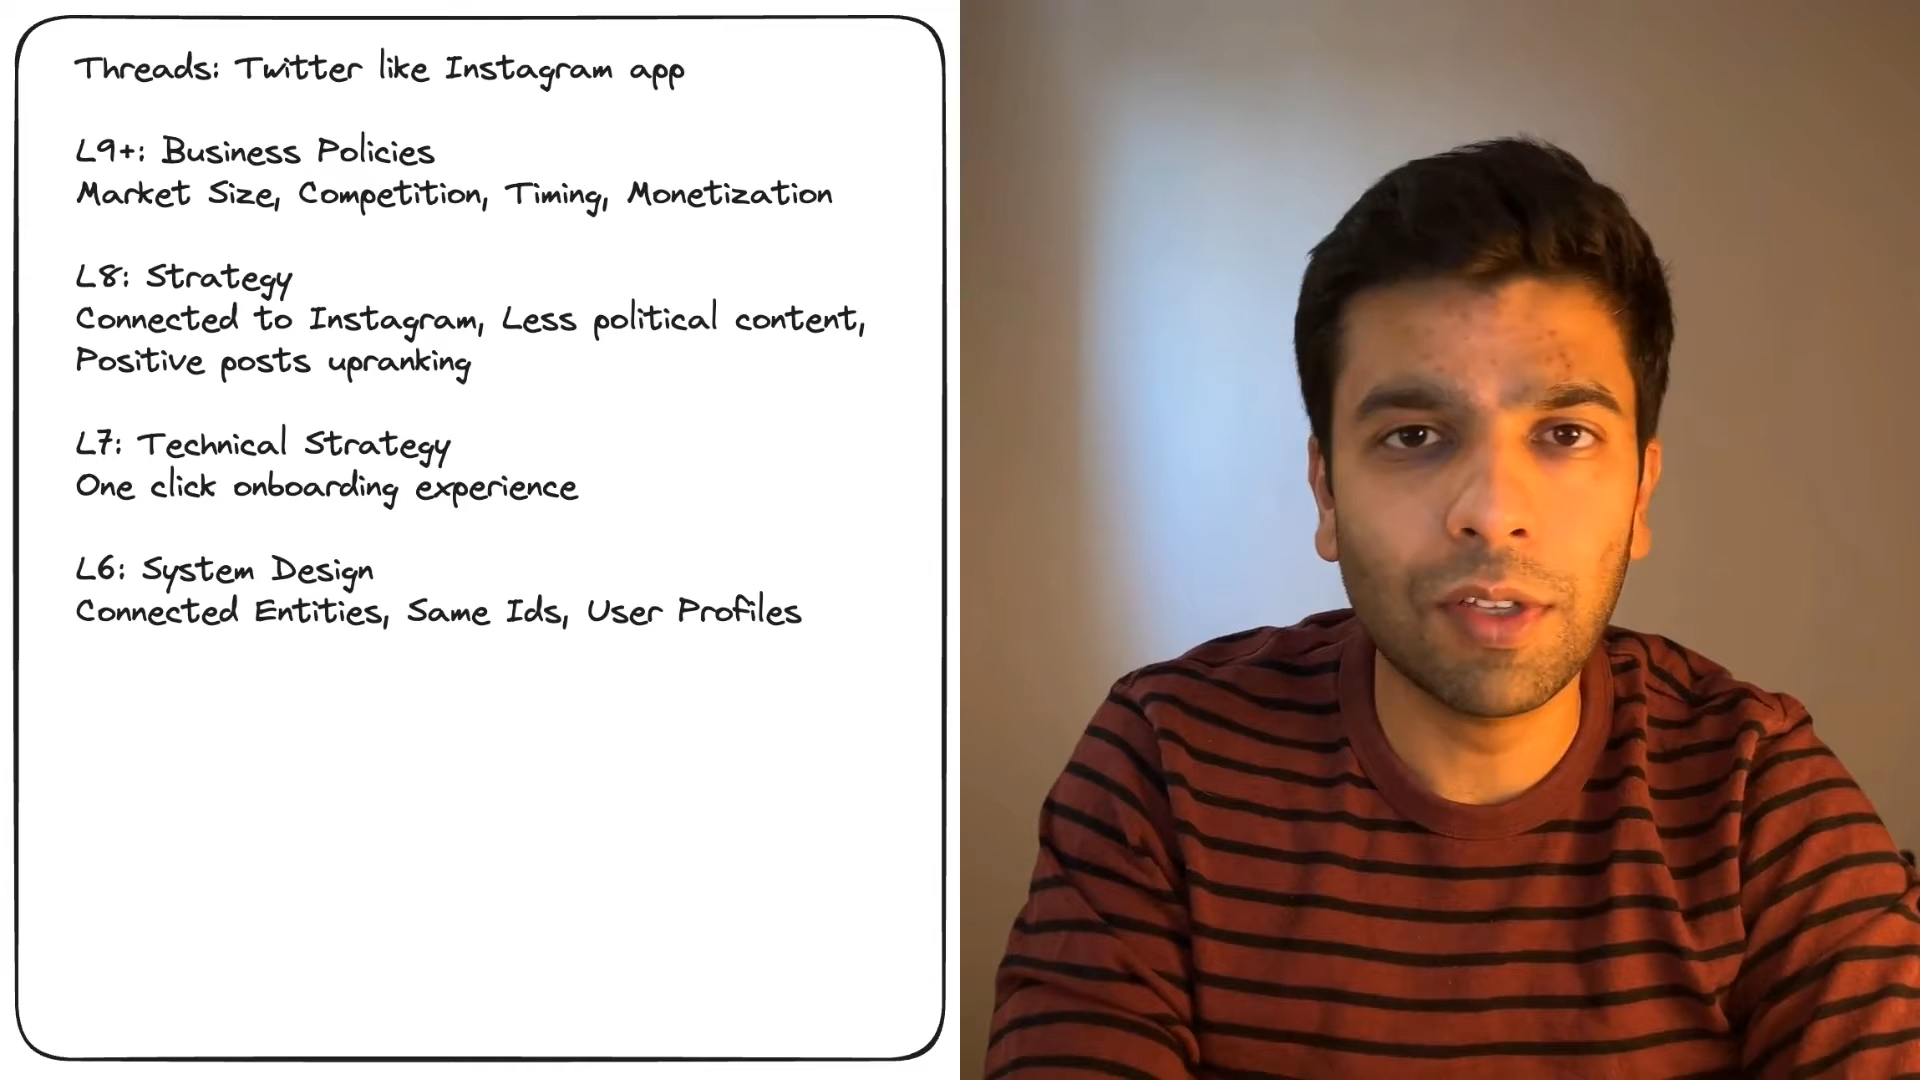 Threads: Twitter like Instagram app
L9+: Business Policies
Market Size, Competition, Timing, Monetization
L8: Strategy
Connected to Instagram, Less political content,
Positive posts upranking
L7: Technical Strategy
One click onboarding experience
L6: System Design
Connected Entities, Same Ids, User Profiles